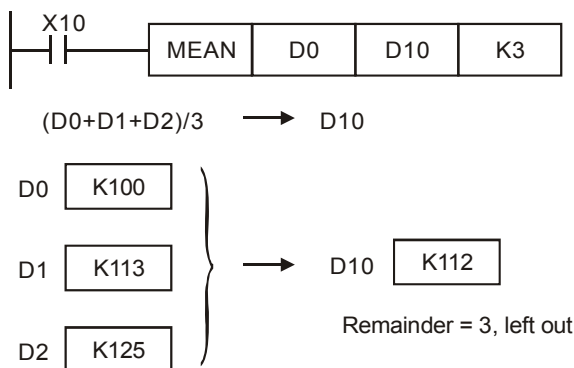 X10
MEAN D0 D10 K3
(D0+D1+D2)/3 → D10
D0 K100
D1 K113
D10 K112
Remainder = 3, left out
D2 K125